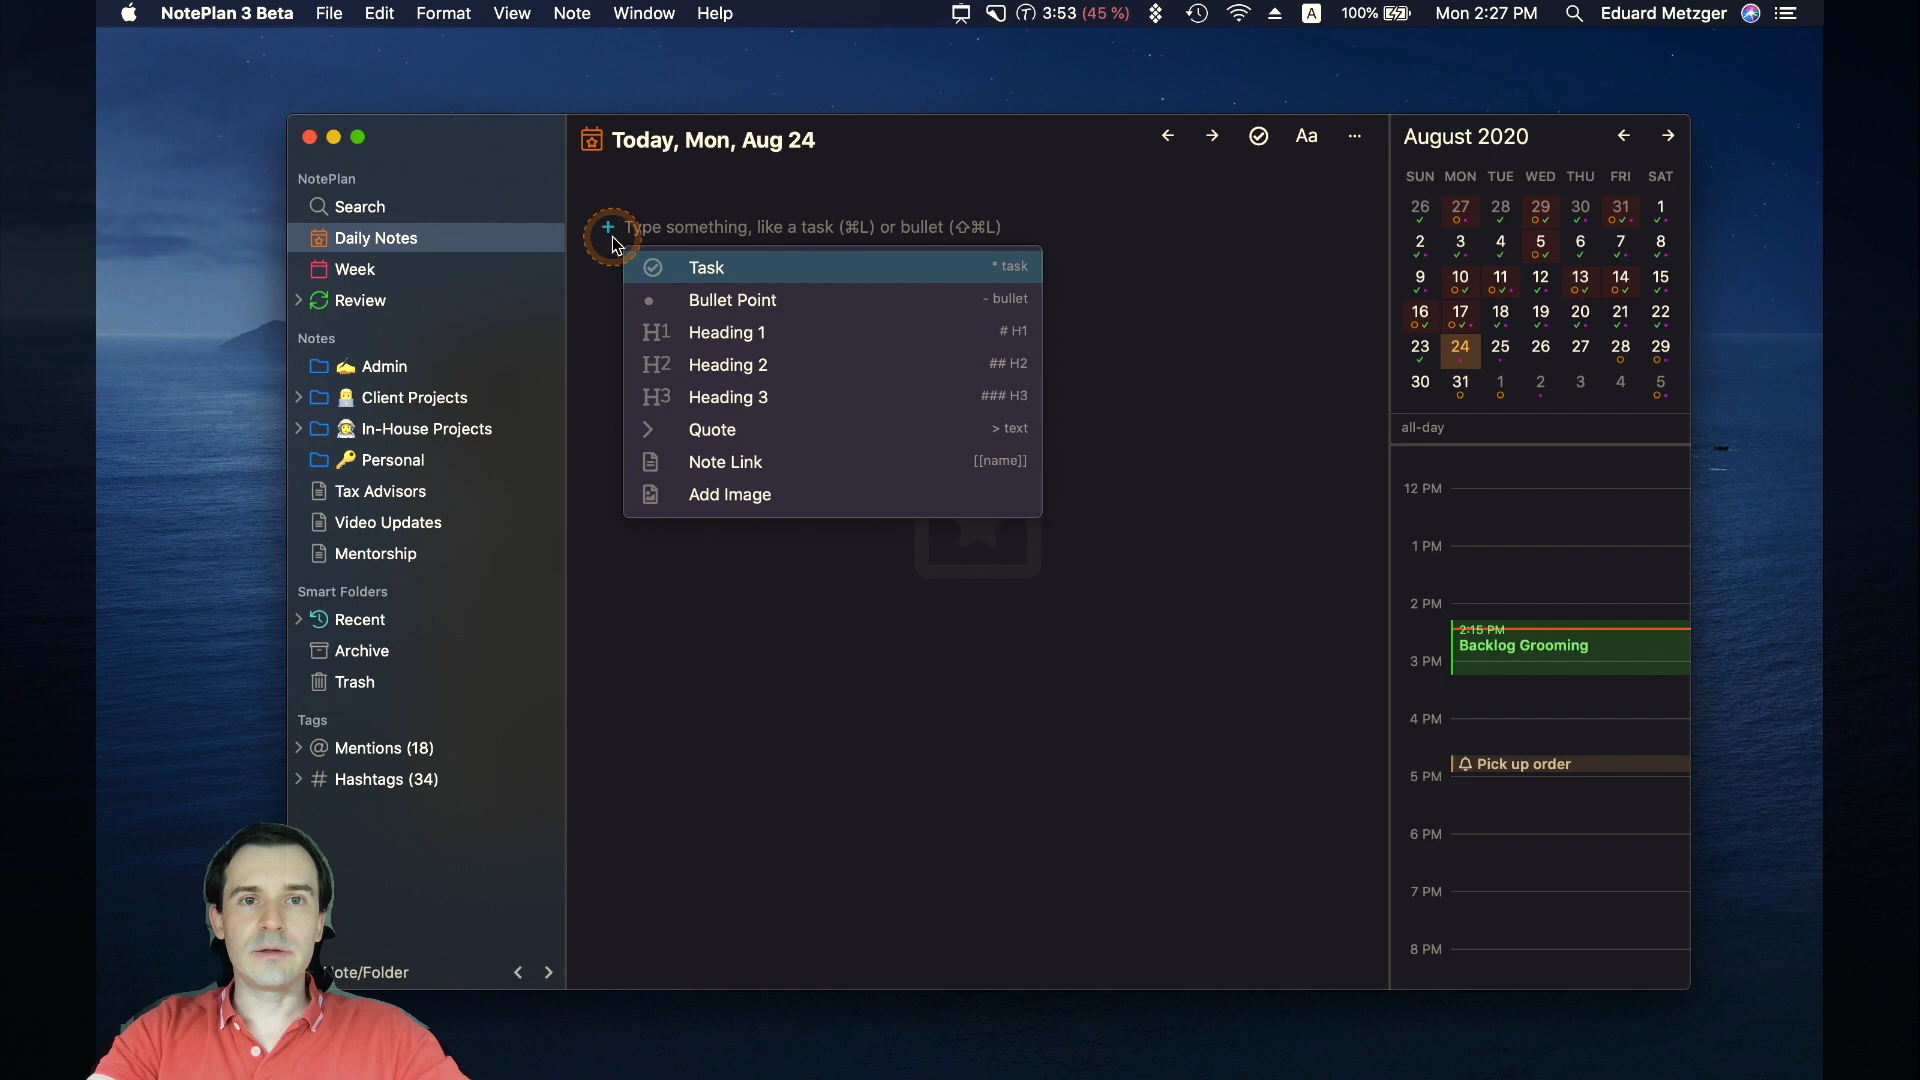 NotePlan 3 Beta File Edit Format View Note Window Help 3:53 (45 %) A 100% Mon 2:27 PM Eduard Metzger
NotePlan
Search
Daily Notes
Week
Review
Notes
Admin
Client Projects
In-House Projects
Personal
Tax Advisors
Video Updates
Mentorship
Smart Folders
Recent
Archive
Trash
Tags
@ Mentions (18)
# Hashtags (34)
ote/Folder
Today, Mon, Aug 24
Aa
Type something, like a task (⌘L) or bullet (⇧⌘L)
Task * task
Bullet Point - bullet
H1 Heading 1 # H1
H2 Heading 2 ## H2
H3 Heading 3 ### H3
Quote > text
Note Link [[name]]
Add Image
August 2020
SUN MON TUE WED THU FRI SAT
26 27 28 29 30 31 1
2 3 4 5 6 7 8
9 10 11 12 13 14 15
16 17 18 19 20 21 22
23 24 25 26 27 28 29
30 31 1 2 3 4 5
all-day
12 PM
1 PM
2 PM
2:15 PM
Backlog Grooming
3 PM
4 PM
Pick up order
5 PM
6 PM
7 PM
8 PM